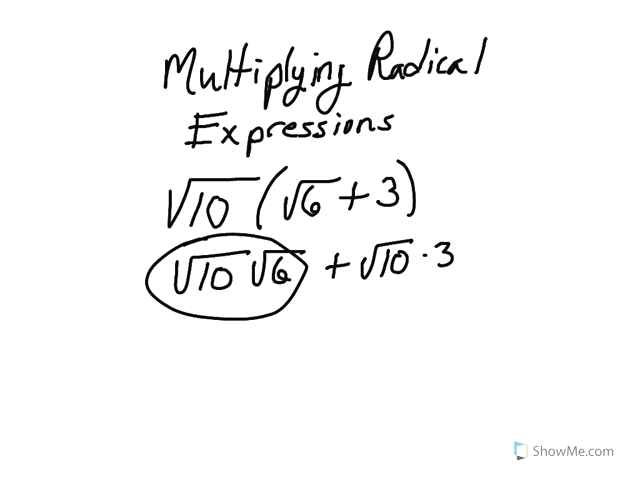 Multiplying Radical
Expressions
√10 (√6 + 3)
√10 √6 + √10 · 3
ShowMe.com